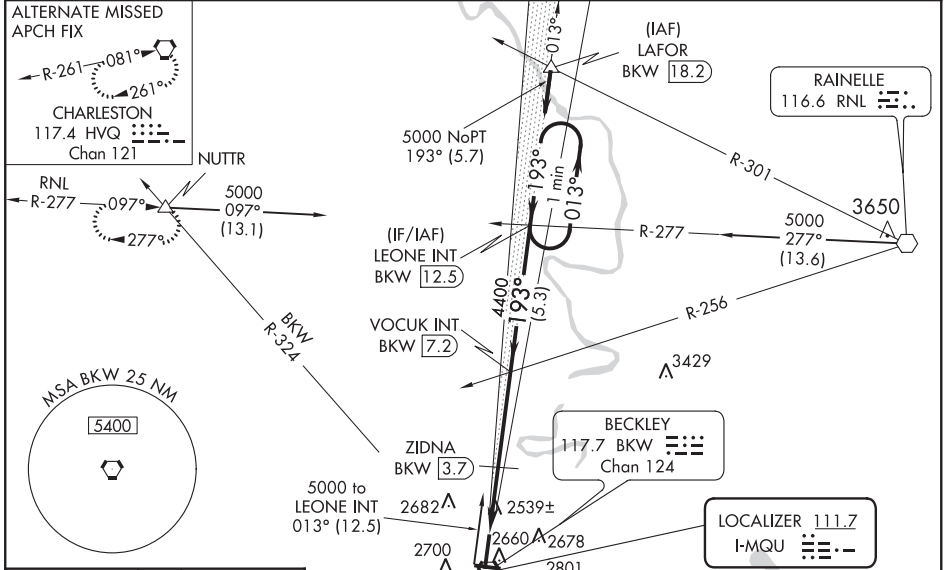 ALTERNATE MISSED
APCH FIX
R-261
081°
261°
CHARLESTON
117.4 HVQ
Chan 121
013°
(IAF)
LAFOR
BKW 18.2
RAINELLE
116.6 RNL
5000 NoPT
193° (5.7)
193°
1 min
013°
R-301
NUTTR
RNL
R-277
097°
277°
5000
097°
(13.1)
(IF/IAF)
LEONE INT
BKW 12.5
R-277
5000
277°
(13.6)
3650
4400
193°
(5.3)
R-256
BKW
R-324
VOCUK INT
BKW 7.2
3429
MSA BKW 25 NM
5400
BECKLEY
117.7 BKW
Chan 124
ZIDNA
BKW 3.7
5000 to
LEONE INT
013° (12.5)
2682
2539±
LOCALIZER 111.7
I-MQU
2700
2660
2678
2801